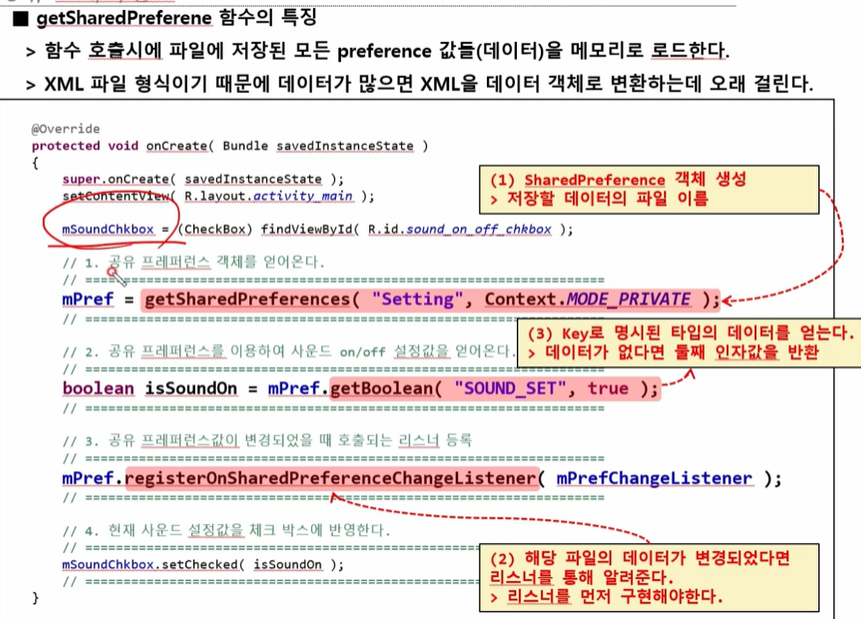 ■ getSharedPreferene 함수의 특징
> 함수 호출시에 파일에 저장된 모든 preference 값들(데이터)을 메모리로 로드한다.
> XML 파일 형식이기 때문에 데이터가 많으면 XML을 데이터 객체로 변환하는데 오래 걸린다.
@Override
protected void onCreate( Bundle savedInstanceState )
{
super.onCreate( savedInstanceState );
setContentView( R.layout.activity_main );
(1) SharedPreference 객체 생성
> 저장할 데이터의 파일 이름
mSoundChkbox = (CheckBox) findViewById( R.id.sound_on_off_chkbox );
// 1. 공유 프레퍼런스 객체를 얻어온다.
// ==========================================================
mPref = getSharedPreferences( "Setting", Context.MODE_PRIVATE );
// ==========================================================
(3) Key로 명시된 타입의 데이터를 얻는다.
> 데이터가 없다면 둘째 인자값을 반환
// 2. 공유 프레퍼런스를 이용하여 사운드 on/off 설정값을 얻어온다.
// ==========================================================
boolean isSoundOn = mPref.getBoolean( "SOUND_SET", true );
// ==========================================================
// 3. 공유 프레퍼런스값이 변경되었을 때 호출되는 리스너 등록
// ==========================================================
mPref.registerOnSharedPreferenceChangeListener( mPrefChangeListener );
// ==========================================================
// 4. 현재 사운드 설정값을 체크 박스에 반영한다.
// ==========================================================
mSoundChkbox.setChecked( isSoundOn );
// ==========================================================
(2) 해당 파일의 데이터가 변경되었다면
리스너를 통해 알려준다.
> 리스너를 먼저 구현해야한다.
}